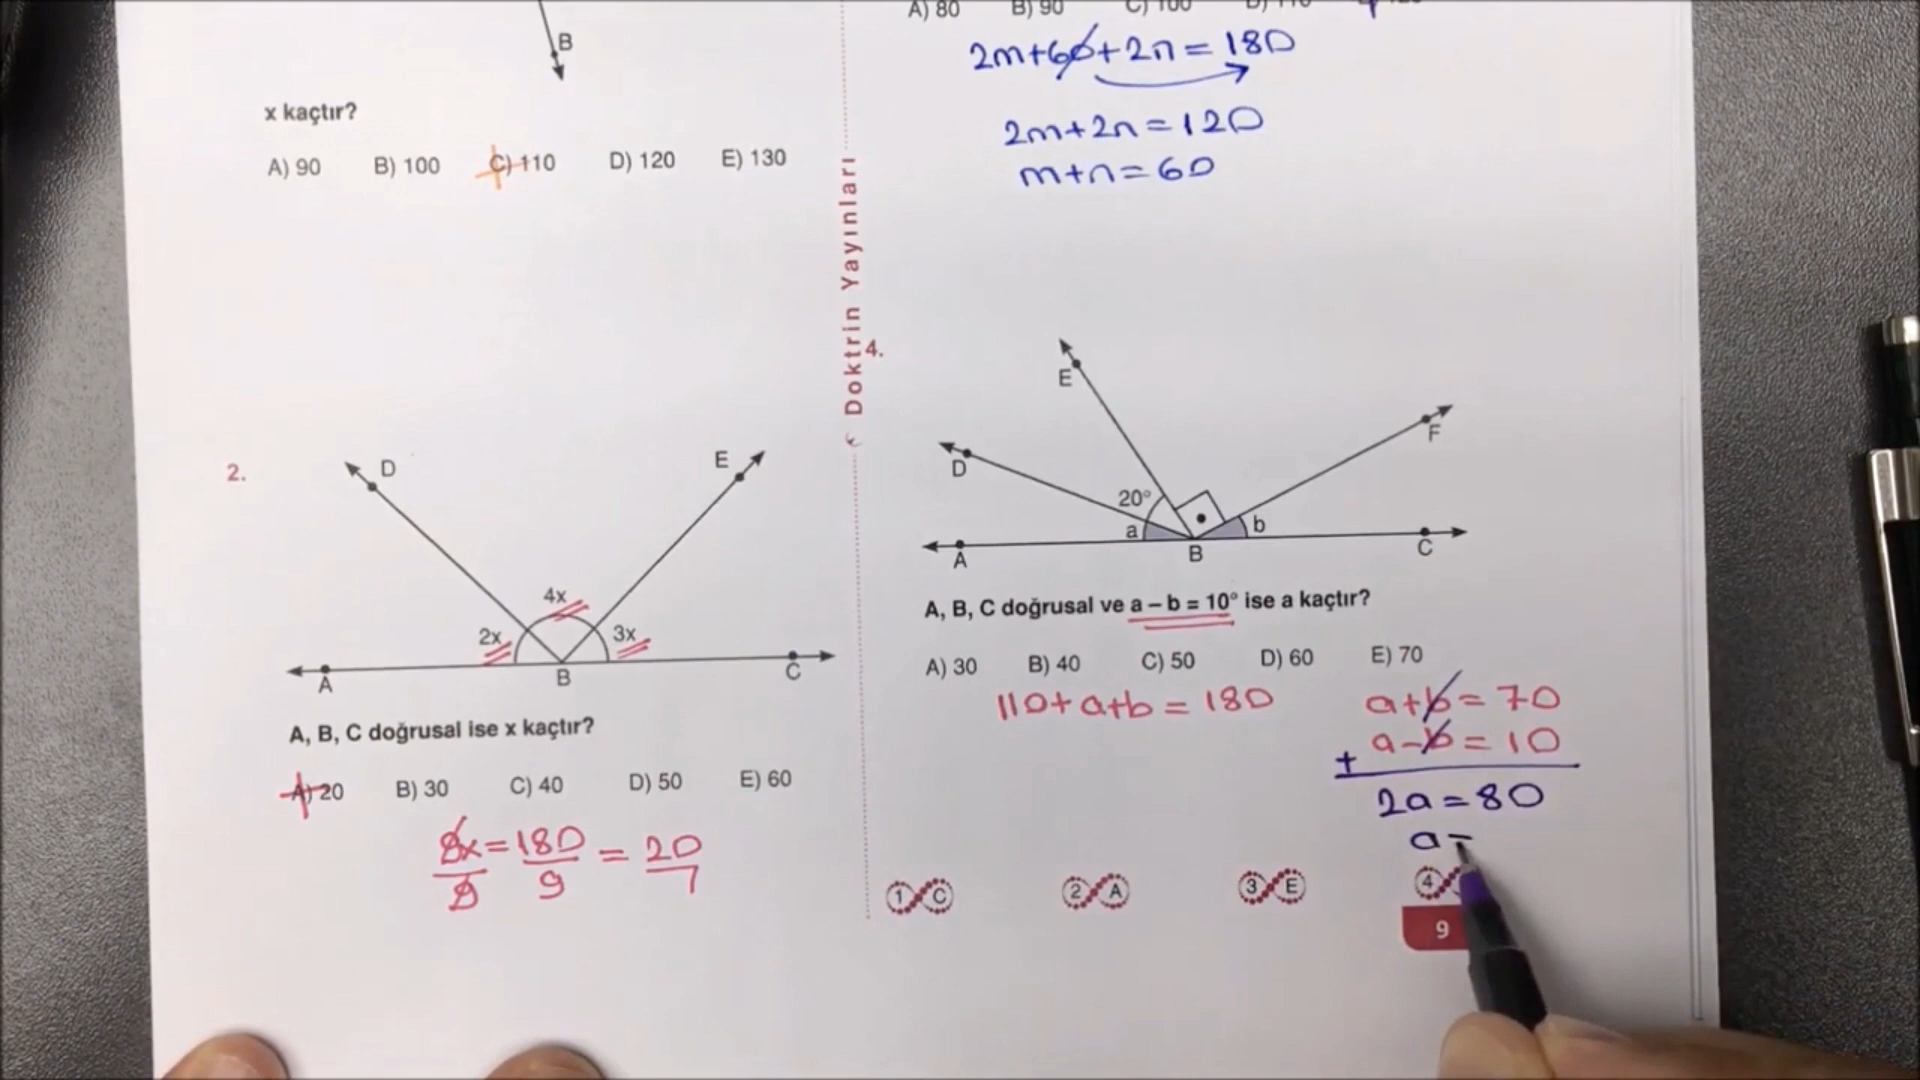 B
x kaçtır?
A) 90 B) 100 C) 110 D) 120 E) 130
2.
D
E
4x
2x
3x
A
B
C
A, B, C doğrusal ise x kaçtır?
A) 20 B) 30 C) 40 D) 50 E) 60
9x = 180 = 20
9 9 1
Doktrin Yayınları
A) 80 B) 90 C) 100 D) 110
2m+60+2n=180
2m+2n=120
m+n=60
4.
E
F
D
20°
a
b
A
B
C
A, B, C doğrusal ve a – b = 10° ise a kaçtır?
A) 30 B) 40 C) 50 D) 60 E) 70
110+a+b=180
a+b=70
a-b=10
+
2a=80
a=
1 C 2 A 3 E 4
9